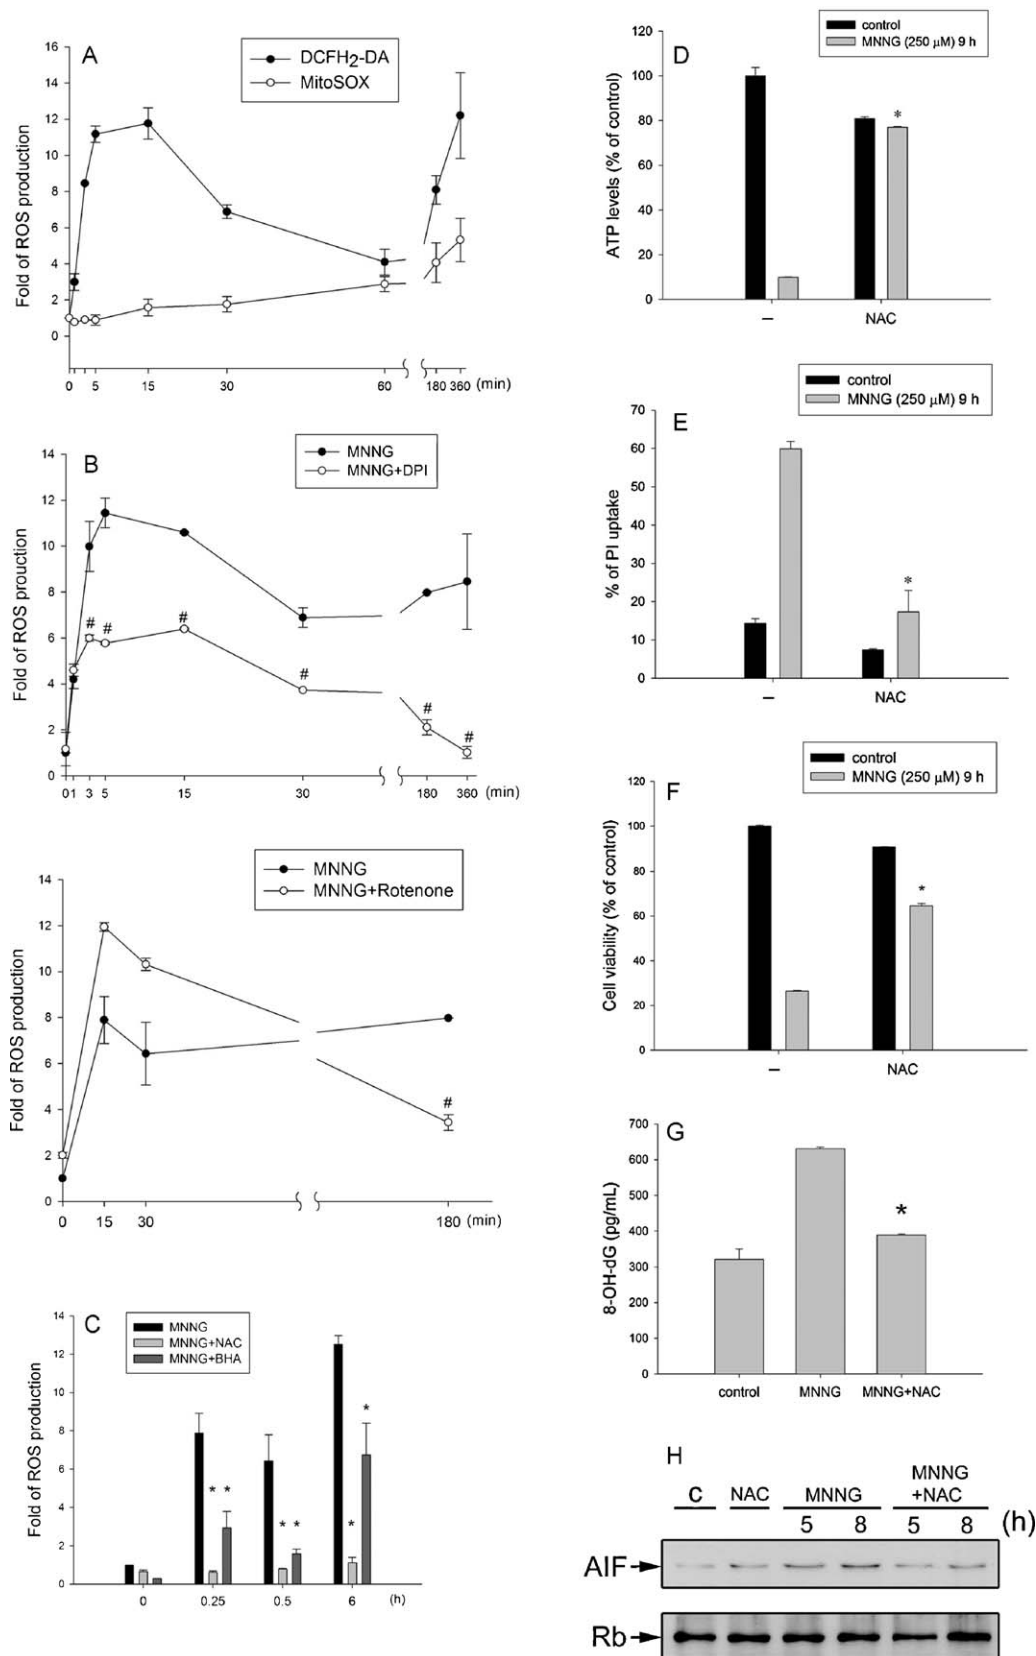 A
DCFH2-DA
MitoSOX
Fold of ROS production
16
14
12
10
8
6
4
2
0
0 5 15 30 60 180 360 (min)
B
MNNG
MNNG+DPI
Fold of ROS prouction
14
12
10
8
6
4
2
0
# # # # # #
01 3 5 15 30 180 360 (min)
MNNG
MNNG+Rotenone
Fold of ROS production
14
12
10
8
6
4
2
0
#
0 15 30 180 (min)
C
MNNG
MNNG+NAC
MNNG+BHA
Fold of ROS production
14
12
10
8
6
4
2
0
* * * * * *
0 0.25 0.5 6 (h)
D
control
MNNG (250 µM) 9 h
ATP levels (% of control)
120
100
80
60
40
20
0
*
– NAC
E
control
MNNG (250 µM) 9 h
% of PI uptake
70
60
50
40
30
20
10
0
*
– NAC
F
control
MNNG (250 µM) 9 h
Cell viability (% of control)
120
100
80
60
40
20
0
*
– NAC
G
8-OH-dG (pg/mL)
700
600
500
400
300
200
100
0
*
control MNNG MNNG+NAC
H
C NAC MNNG MNNG
+NAC
5 8 5 8 (h)
AIF
Rb